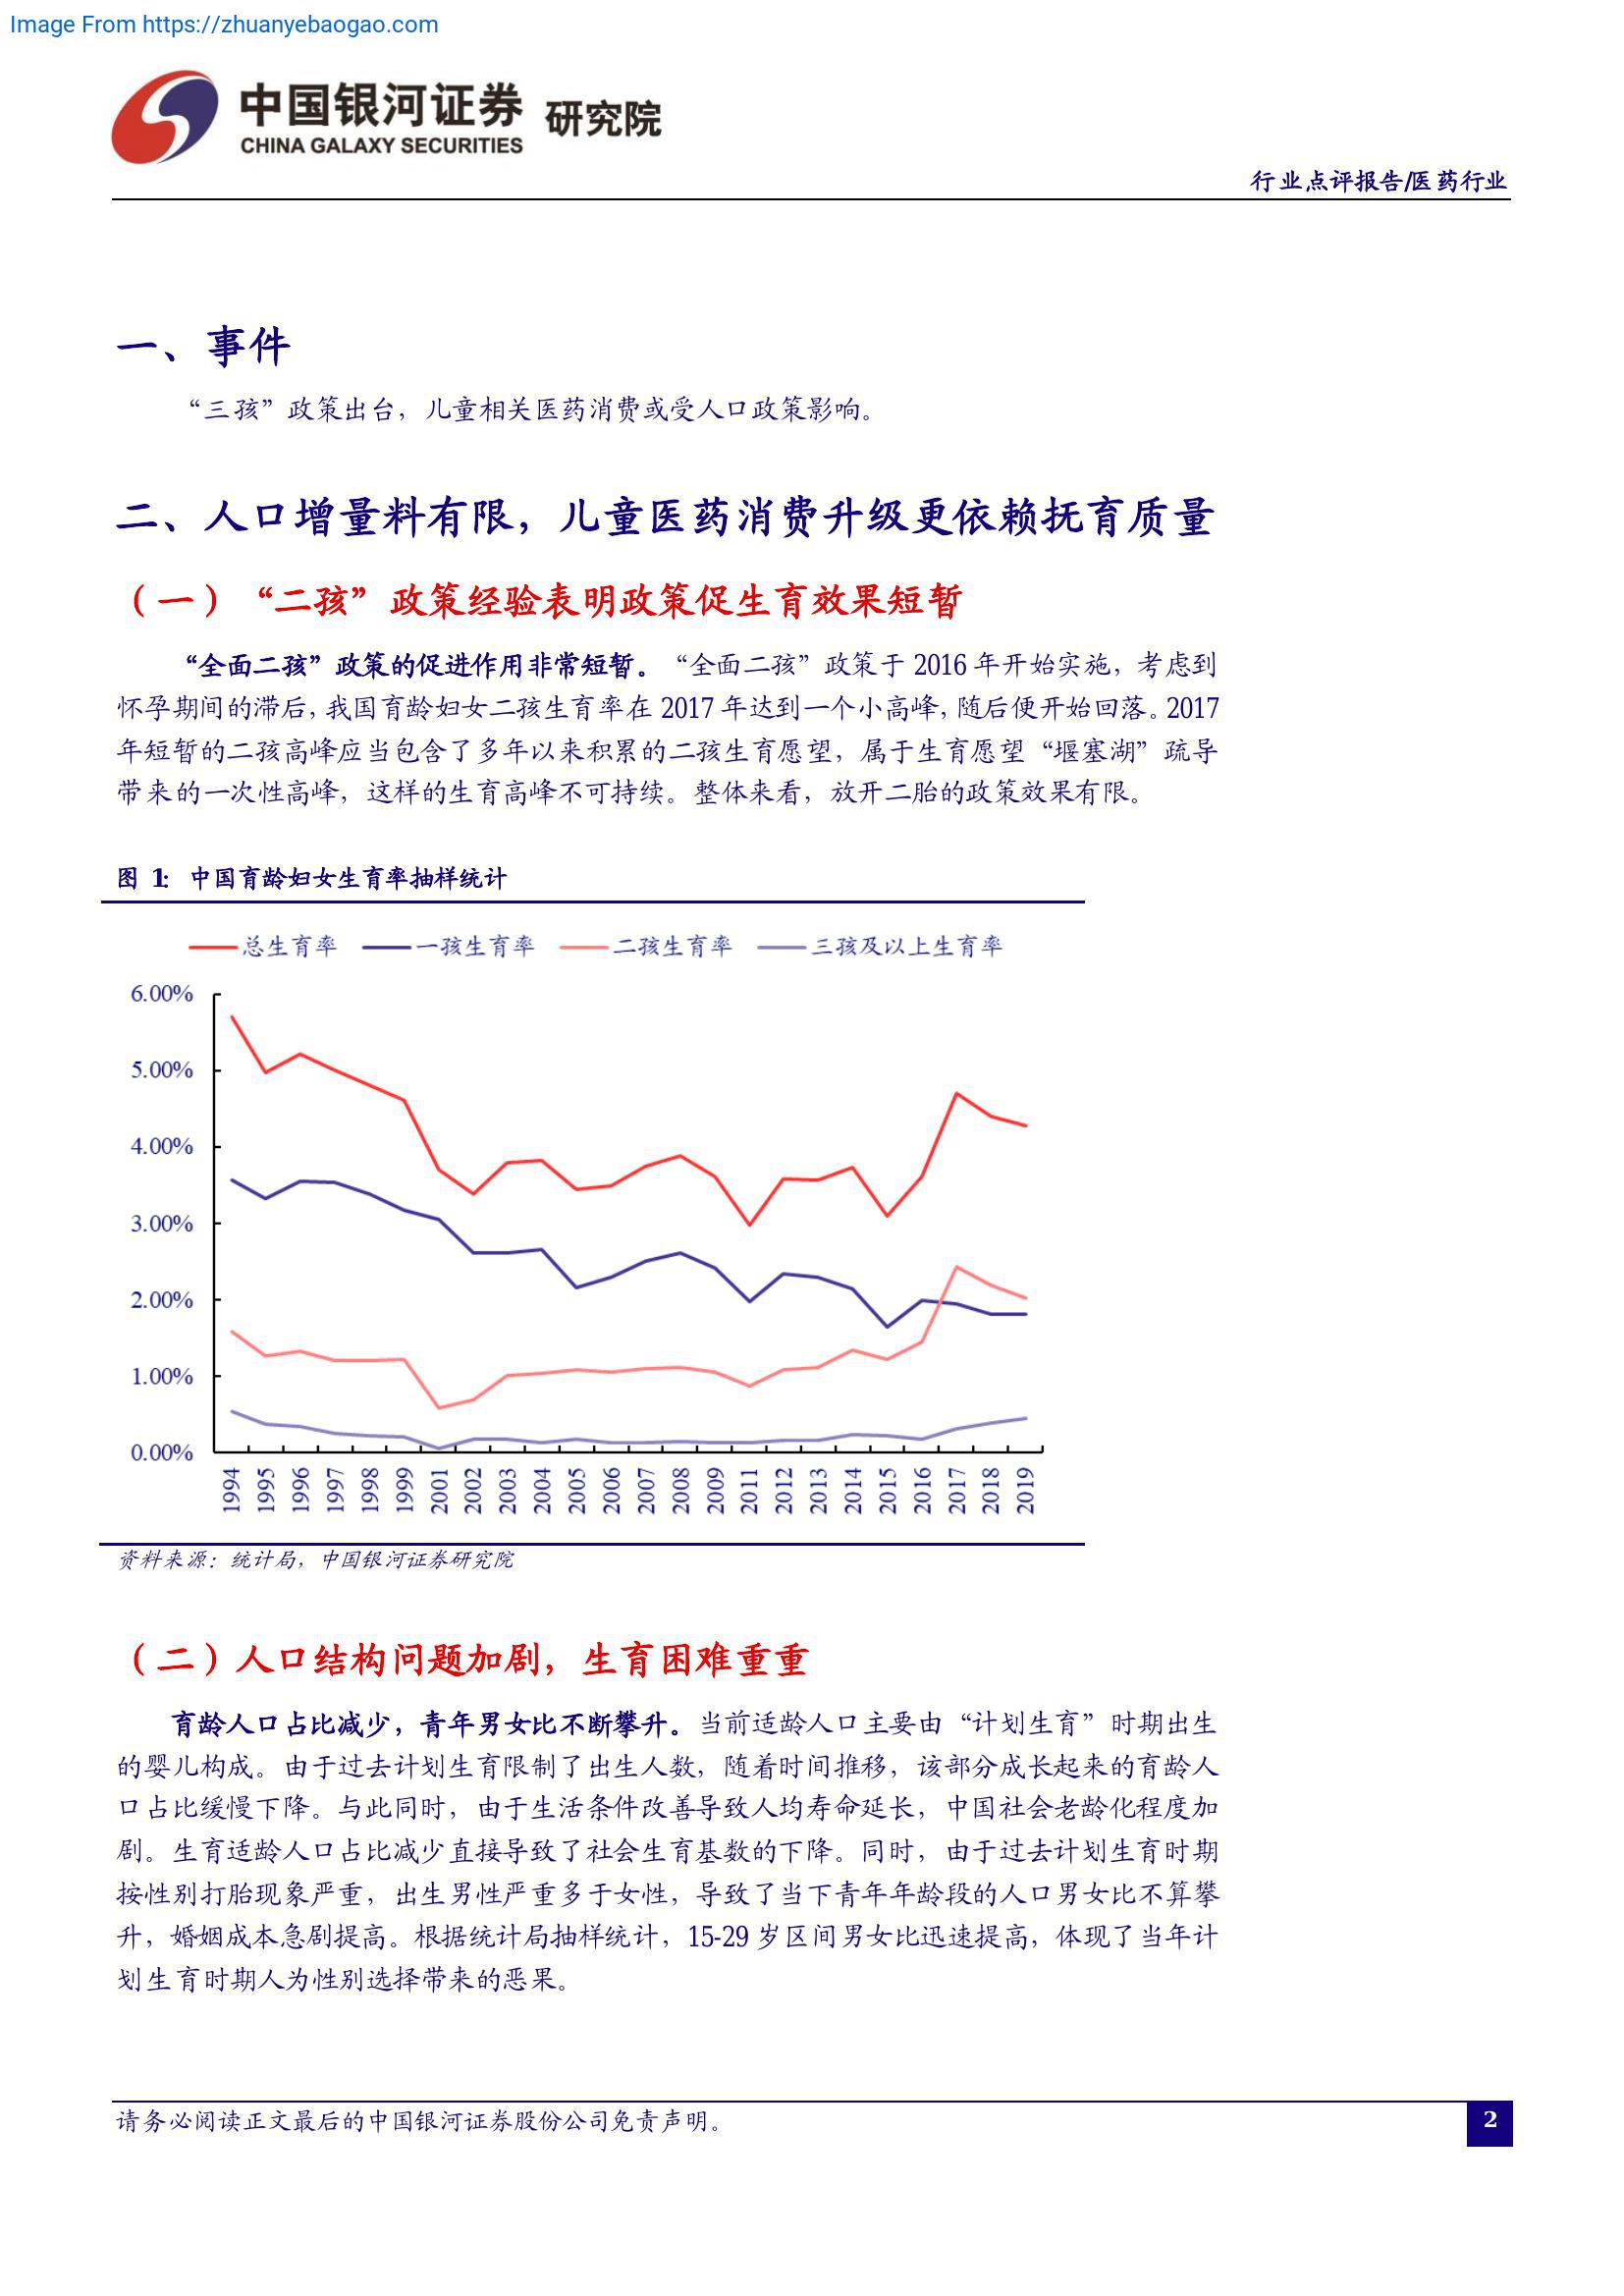 Image From https://zhuanyebaogao.com
中国银河证券 研究院
CHINA GALAXY SECURITIES
行业点评报告/医药行业
一、事件
“三孩”政策出台，儿童相关医药消费或受人口政策影响。
二、人口增量料有限，儿童医药消费升级更依赖抚育质量
（一）“二孩”政策经验表明政策促生育效果短暂
“全面二孩”政策的促进作用非常短暂。“全面二孩”政策于 2016 年开始实施，考虑到
怀孕期间的滞后，我国育龄妇女二孩生育率在 2017 年达到一个小高峰，随后便开始回落。2017
年短暂的二孩高峰应当包含了多年以来积累的二孩生育愿望，属于生育愿望“堰塞湖”疏导
带来的一次性高峰，这样的生育高峰不可持续。整体来看，放开二胎的政策效果有限。
图 1: 中国育龄妇女生育率抽样统计
总生育率 一孩生育率 二孩生育率 三孩及以上生育率
6.00%
5.00%
4.00%
3.00%
2.00%
1.00%
0.00%
1994 1995 1996 1997 1998 1999 2001 2002 2003 2004 2005 2006 2007 2008 2009 2011 2012 2013 2014 2015 2016 2017 2018 2019
资料来源：统计局，中国银河证券研究院
（二）人口结构问题加剧，生育困难重重
育龄人口占比减少，青年男女比不断攀升。当前适龄人口主要由“计划生育”时期出生
的婴儿构成。由于过去计划生育限制了出生人数，随着时间推移，该部分成长起来的育龄人
口占比缓慢下降。与此同时，由于生活条件改善导致人均寿命延长，中国社会老龄化程度加
剧。生育适龄人口占比减少直接导致了社会生育基数的下降。同时，由于过去计划生育时期
按性别打胎现象严重，出生男性严重多于女性，导致了当下青年年龄段的人口男女比不算攀
升，婚姻成本急剧提高。根据统计局抽样统计，15-29 岁区间男女比迅速提高，体现了当年计
划生育时期人为性别选择带来的恶果。
请务必阅读正文最后的中国银河证券股份公司免责声明。
2